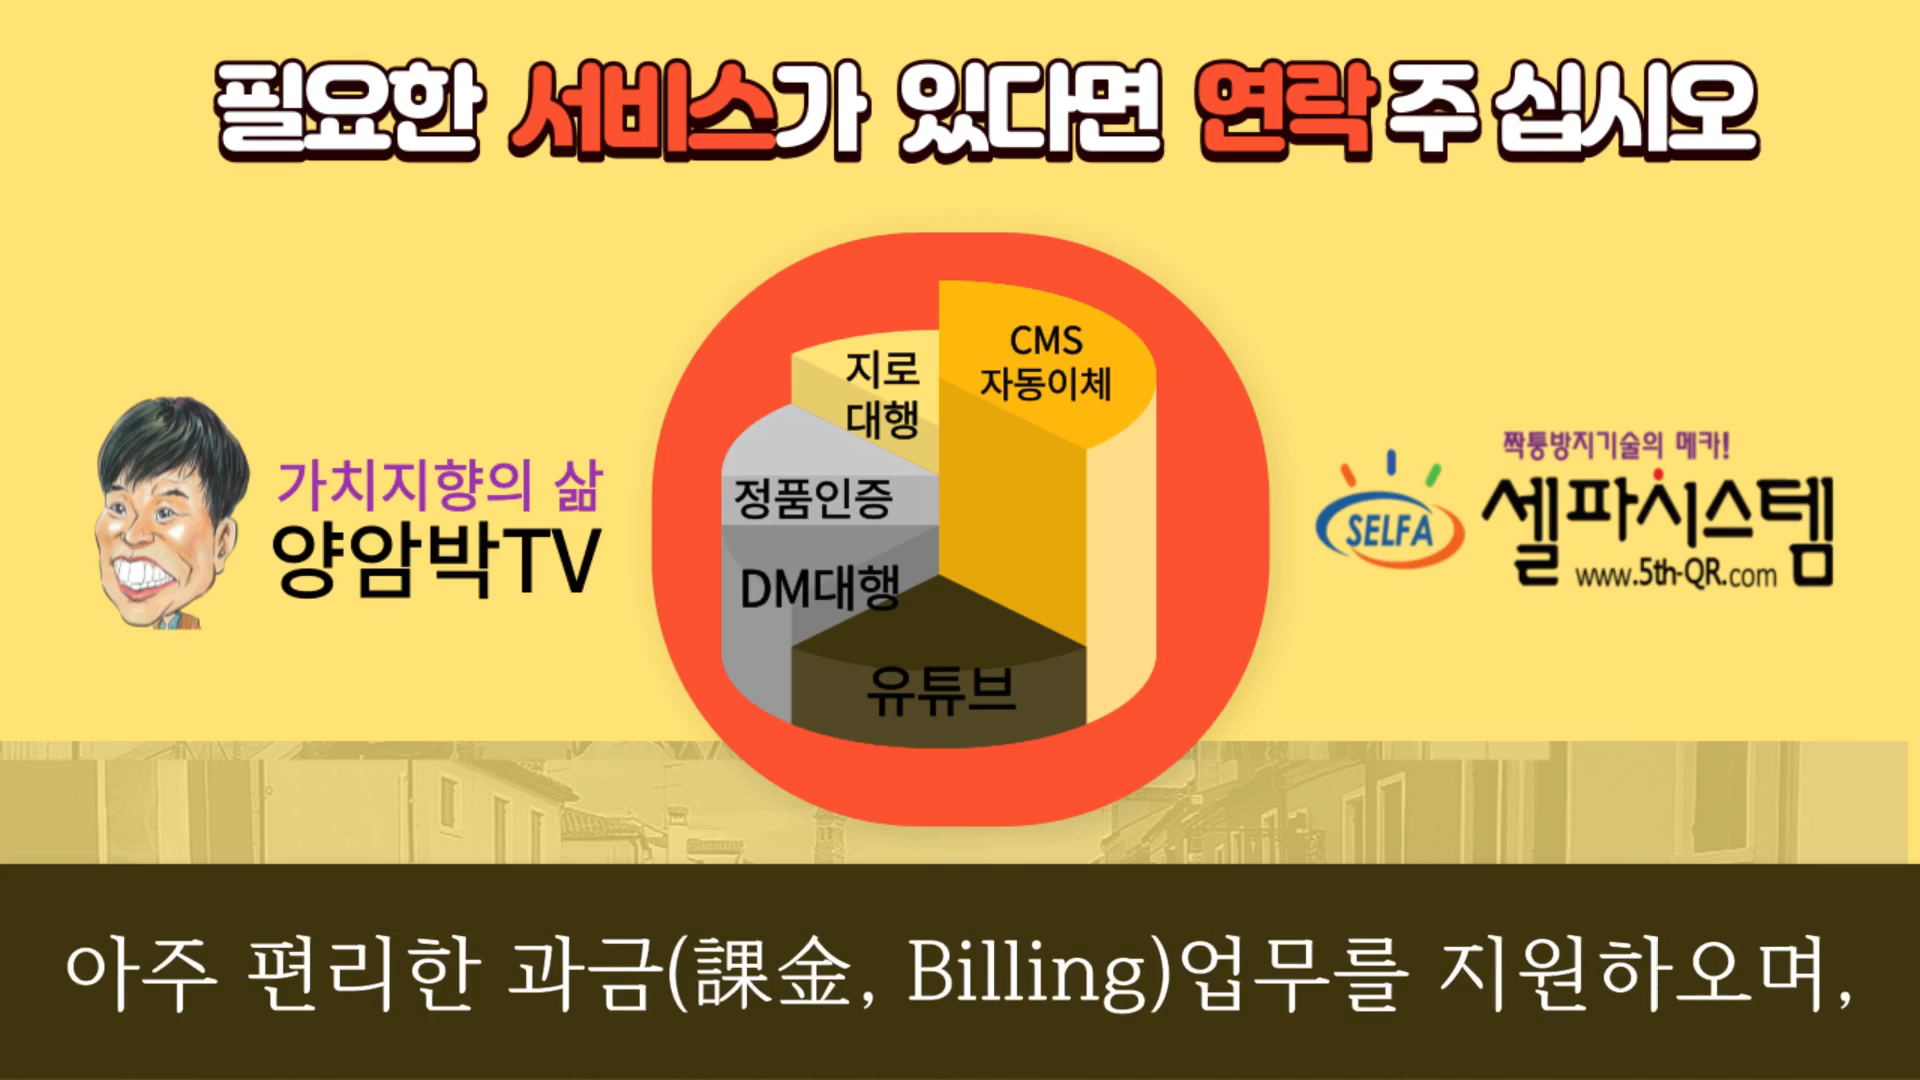 필요한 서비스가 있다면 연락주십시오
CMS
자동이체
지로
대행
정품인증
DM대행
유튜브
가치지향의 삶
양암박TV
짝퉁방지기술의 메카!
SELFA
셀파시스템
www.5th-QR.com
아주 편리한 과금(課金, Billing)업무를 지원하오며,